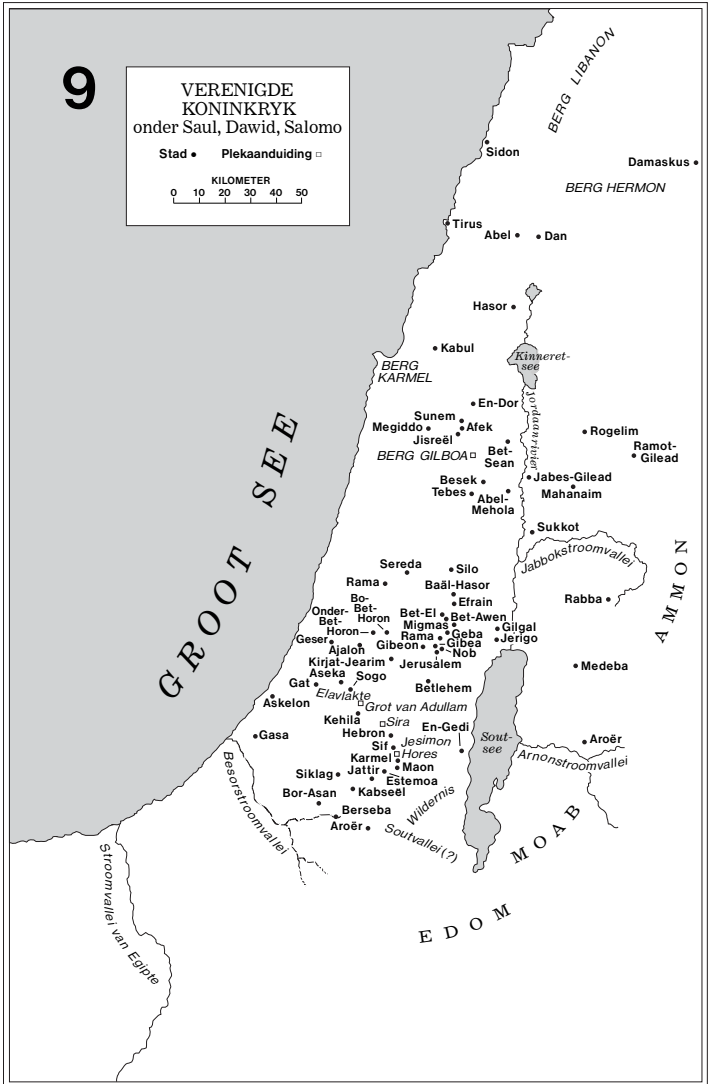 9
VERENIGDE
KONINKRYK
onder Saul, Dawid, Salomo
Stad
Plekaanduiding
KILOMETER
0 10 20 30 40 50
BERG LIBANON
Sidon
Damaskus
BERG HERMON
Tirus
Abel
Dan
Hasor
Kabul
Kinneret-
see
BERG
KARMEL
Jordaanrivier
En-Dor
Sunem
Megiddo
Afek
Jisreël
Rogelim
Ramot-
Gilead
BERG GILBOA
Bet-
Sean
Besek
Jabes-Gilead
Tebes
Mahanaim
Abel-
Mehola
GROOT SEE
Sukkot
Jabbokstroomvallei
AMMON
Sereda
Silo
Rama
Baäl-Hasor
Bo-
Bet-
Horon
Efrain
Rabba
Onder-
Bet-
Horon
Bet-El
Bet-Awen
Migmas
Gilgal
Geser
Rama
Geba
Jerigo
Ajalon
Gibeon
Gibea
Nob
Kirjat-Jearim
Jerusalem
Medeba
Aseka
Sogo
Gat
Betlehem
Elavlakte
Askelon
Grot van Adullam
Kehila
Sira
En-Gedi
Gasa
Hebron
Sout-
see
Aroër
Sif
Jesimon
Hores
Karmel
Arnonstroomvallei
Maon
Jattir
Siklag
Estemoa
Bor-Asan
Kabseël
Wildernis
Berseba
Besorstroomvallei
Aroër
Soutvallei(?)
MOAB
Stroomvallei van Egipte
EDOM